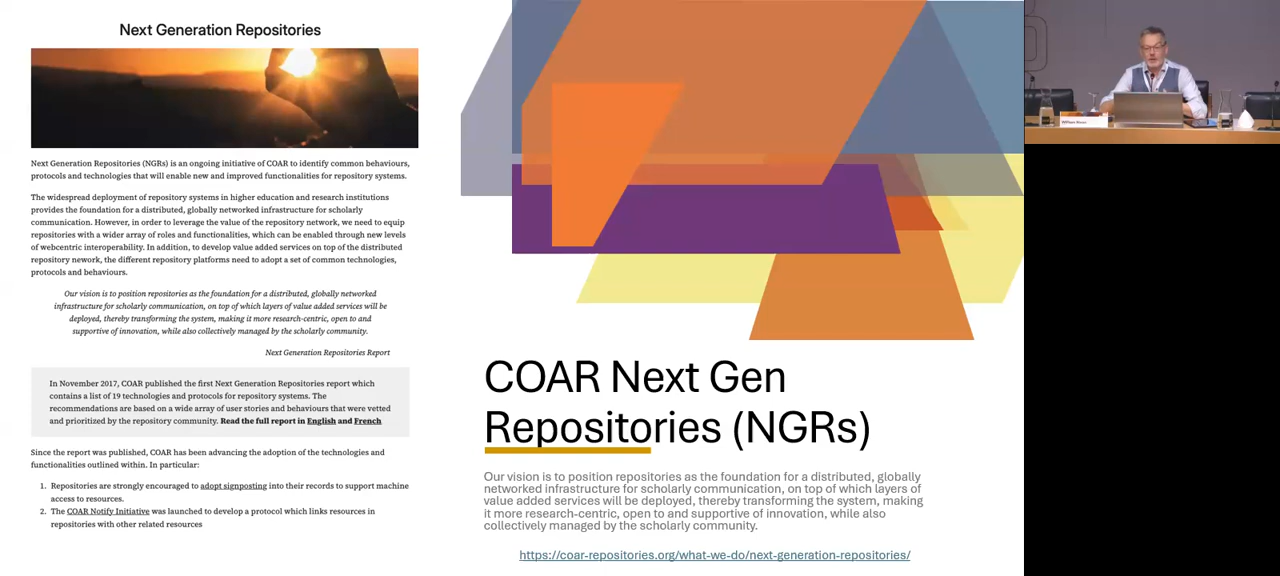 Next Generation Repositories
Next Generation Repositories (NGRs) is an ongoing initiative of COAR to identify common behaviours,
protocols and technologies that will enable new and improved functionalities for repository systems.
The widespread deployment of repository systems in higher education and research institutions
provides the foundation for a distributed, globally networked infrastructure for scholarly
communication. However, in order to leverage the value of the repository network, we need to equip
repositories with a wider array of roles and functionalities, which can be enabled through new levels
of webcentric interoperability. In addition, to develop value added services on top of the distributed
repository nework, the different repository platforms need to adopt a set of common technologies,
protocols and behaviours.
Our vision is to position repositories as the foundation for a distributed, globally networked
infrastructure for scholarly communication, on top of which layers of value added services will be
deployed, thereby transforming the system, making it more research-centric, open to and
supportive of innovation, while also collectively managed by the scholarly community.
Next Generation Repositories Report
In November 2017, COAR published the first Next Generation Repositories report which
contains a list of 19 technologies and protocols for repository systems. The
recommendations are based on a wide array of user stories and behaviours that were vetted
and prioritized by the repository community. Read the full report in English and French
Since the report was published, COAR has been advancing the adoption of the technologies and
functionalities outlined within. In particular:
1. Repositories are strongly encouraged to adopt signposting into their records to support machine
access to resources.
2. The COAR Notify Initiative was launched to develop a protocol which links resources in
repositories with other related resources
COAR Next Gen
Repositories (NGRs)
Our vision is to position repositories as the foundation for a distributed, globally
networked infrastructure for scholarly communication, on top of which layers of
value added services will be deployed, thereby transforming the system, making
it more research-centric, open to and supportive of innovation, while also
collectively managed by the scholarly community.
https://coar-repositories.org/what-we-do/next-generation-repositories/